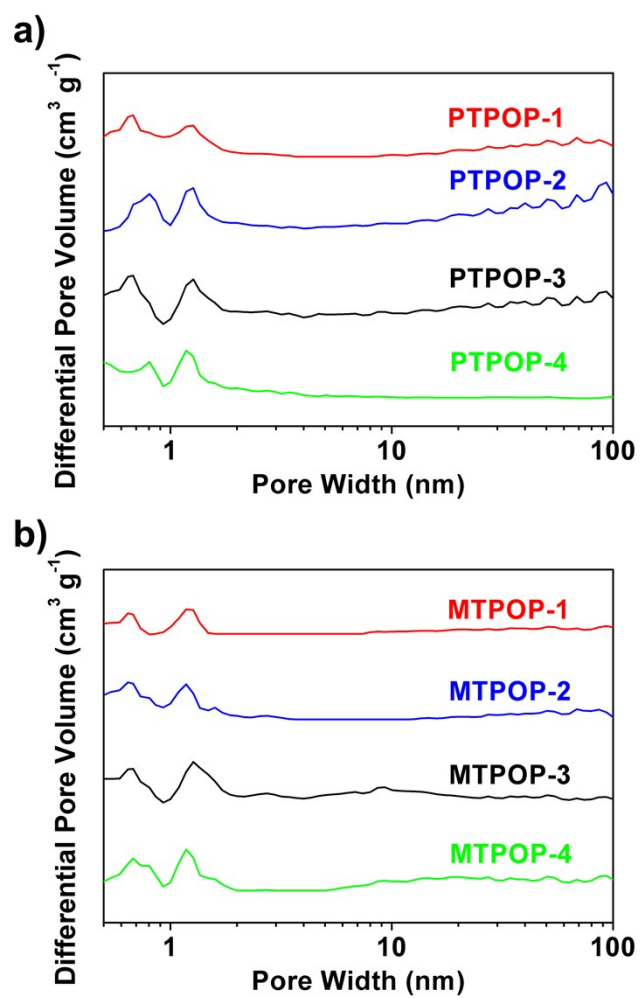 a)
Differential Pore Volume (cm³ g⁻¹)
PTPOP-1
PTPOP-2
PTPOP-3
PTPOP-4
1
10
100
Pore Width (nm)
b)
Differential Pore Volume (cm³ g⁻¹)
MTPOP-1
MTPOP-2
MTPOP-3
MTPOP-4
1
10
100
Pore Width (nm)